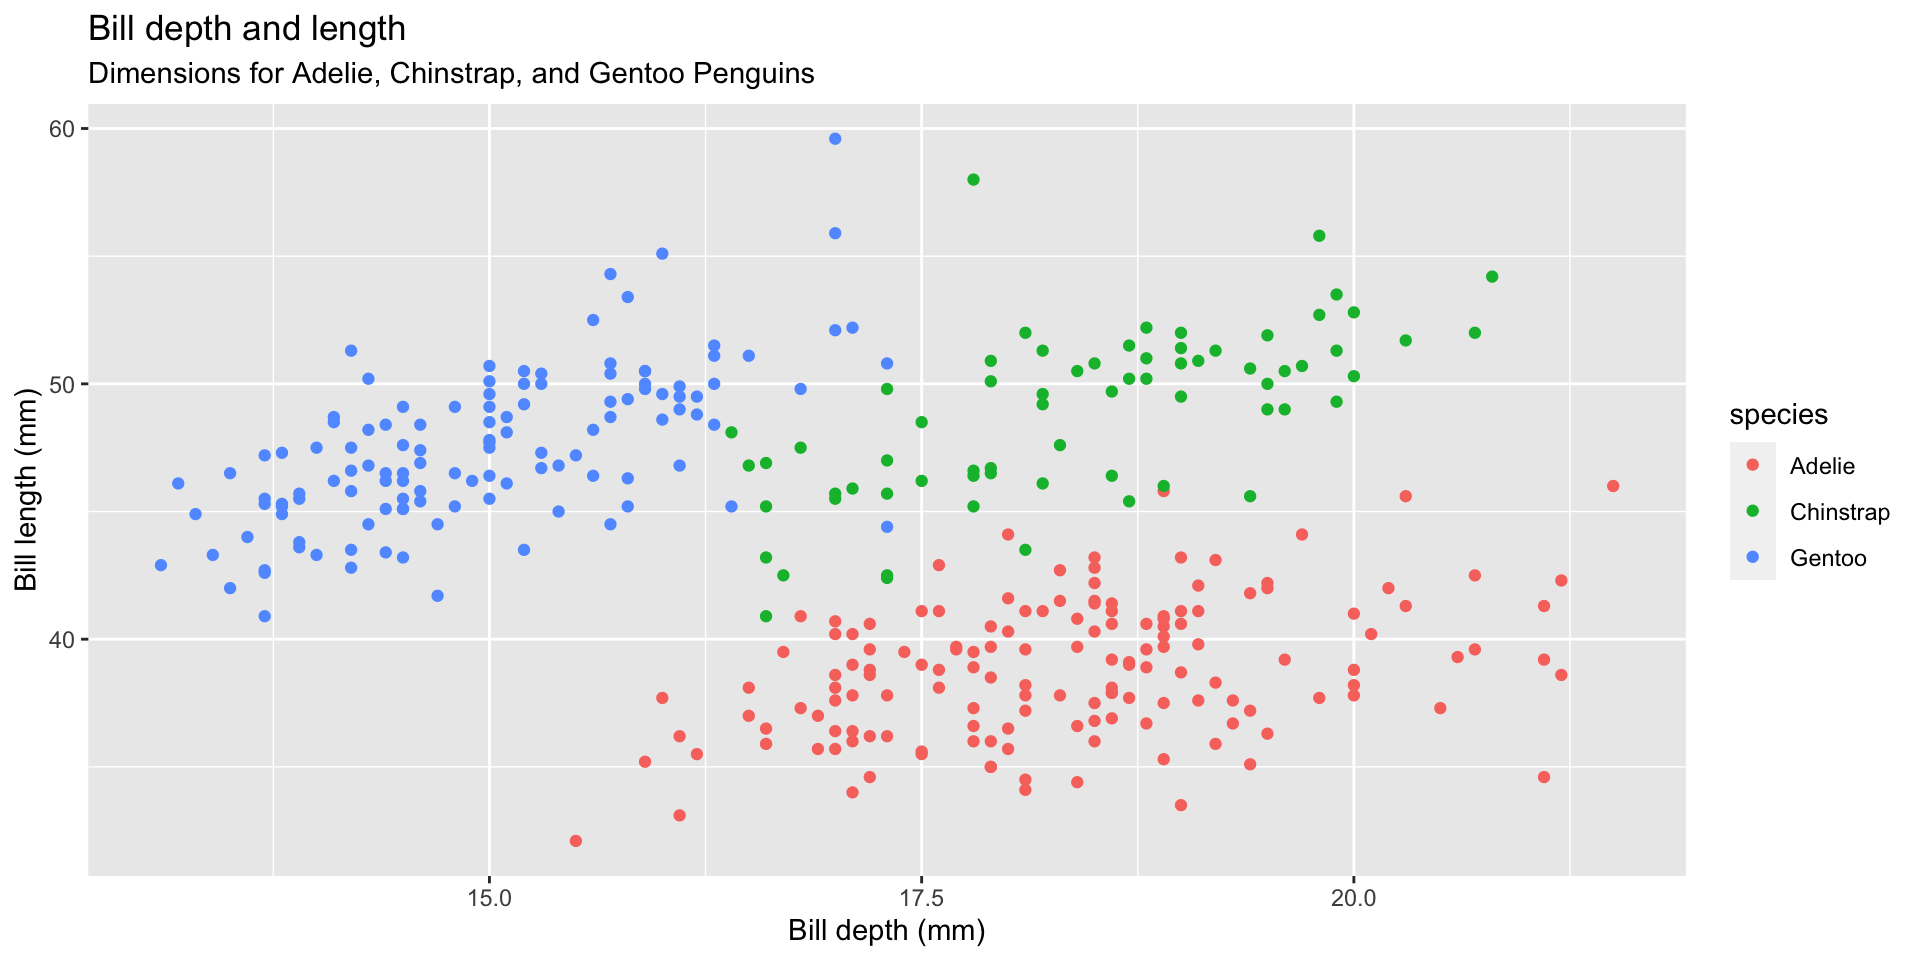 Bill depth and length
Dimensions for Adelie, Chinstrap, and Gentoo Penguins
60
50
40
Bill length (mm)
15.0
17.5
20.0
Bill depth (mm)
species
Adelie
Chinstrap
Gentoo